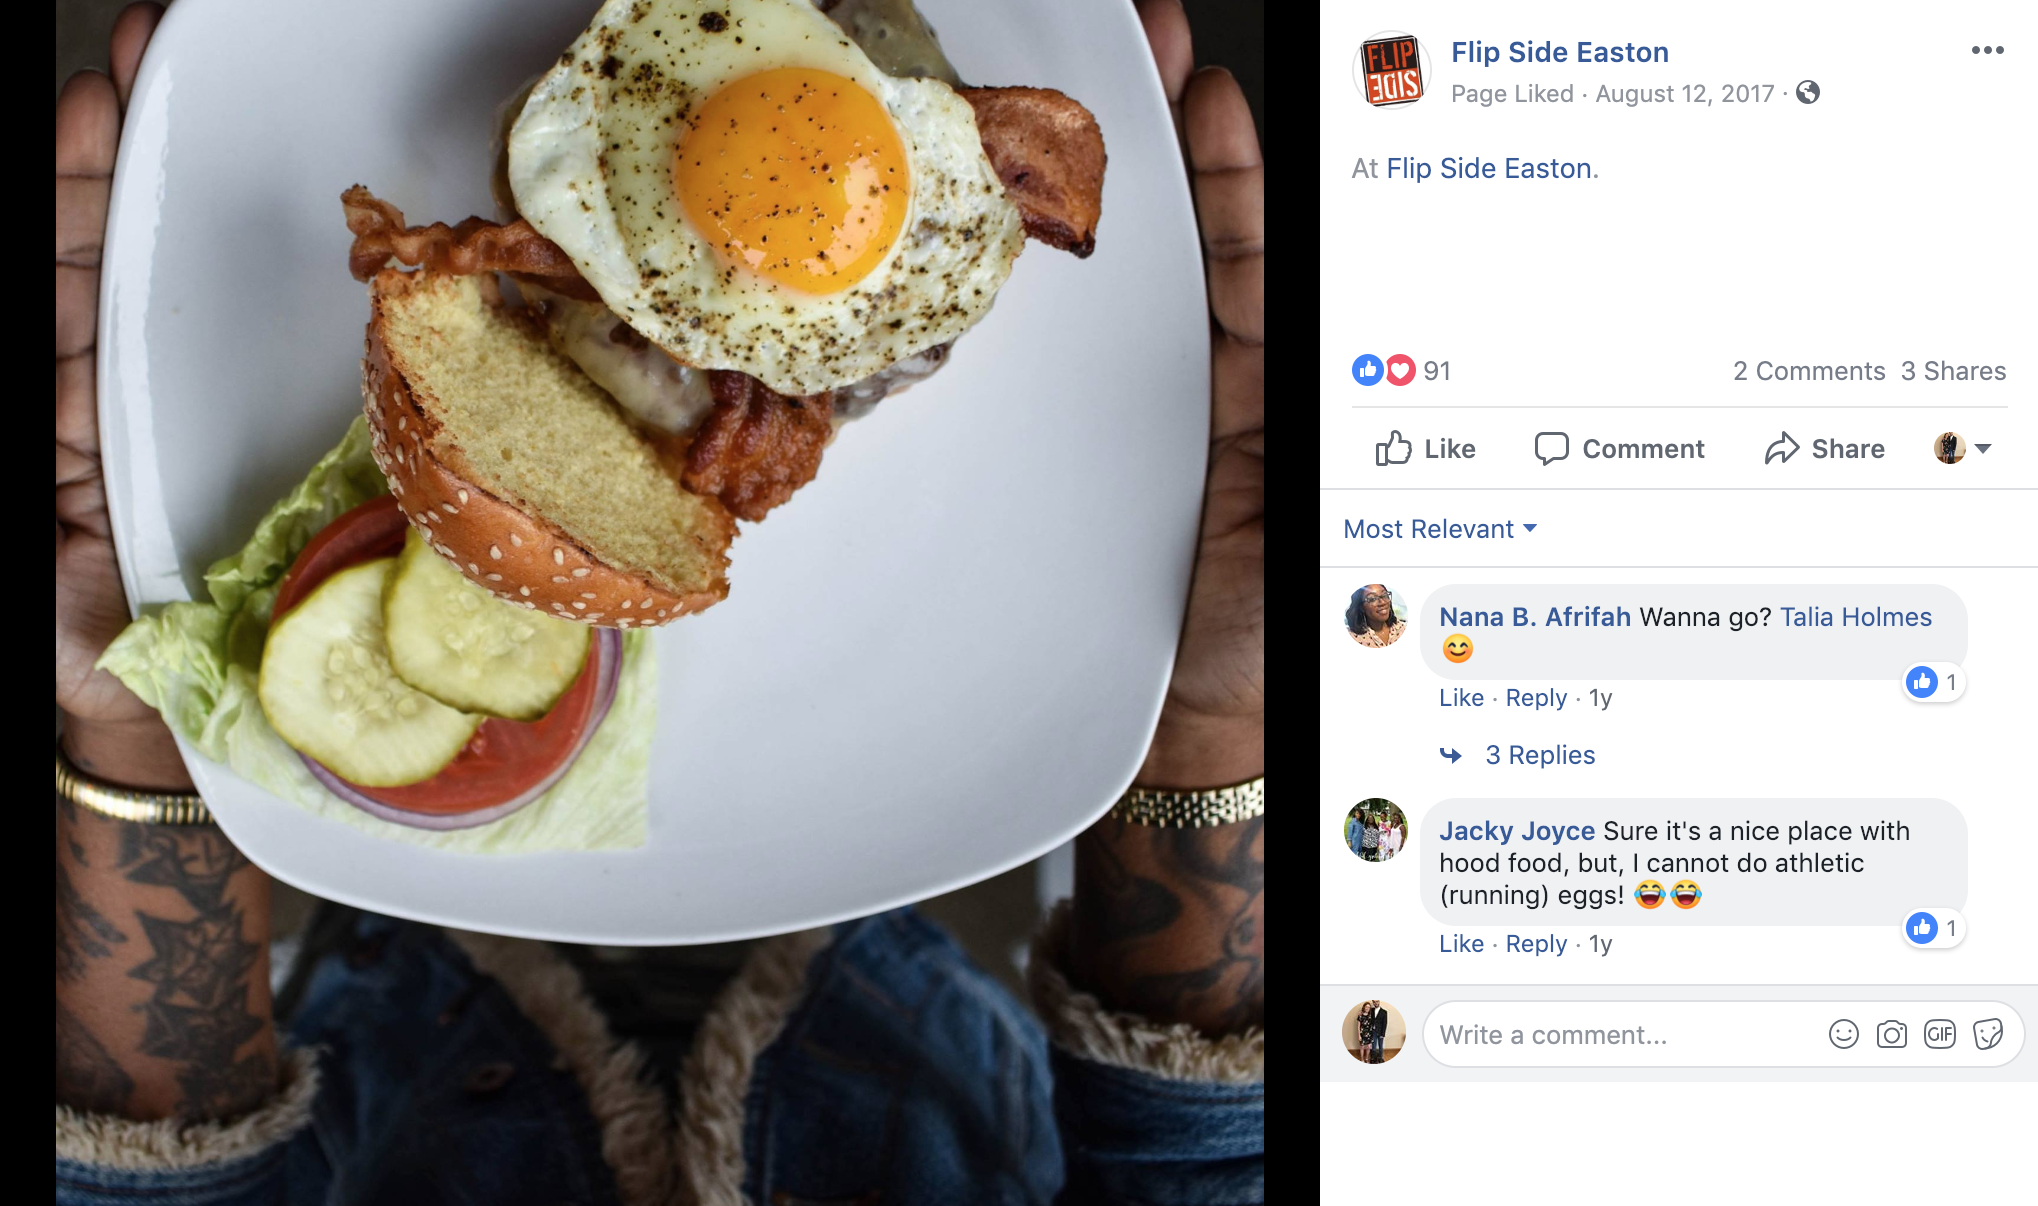 FLIP
SIDE
Flip Side Easton
Page Liked · August 12, 2017 ·
At Flip Side Easton.
91
2 Comments 3 Shares
Like Comment Share
Most Relevant
Nana B. Afrifah Wanna go? Talia Holmes
😊
1
Like · Reply · 1y
3 Replies
Jacky Joyce Sure it's a nice place with
hood food, but, I cannot do athletic
(running) eggs! 😂😂
1
Like · Reply · 1y
Write a comment...
GIF